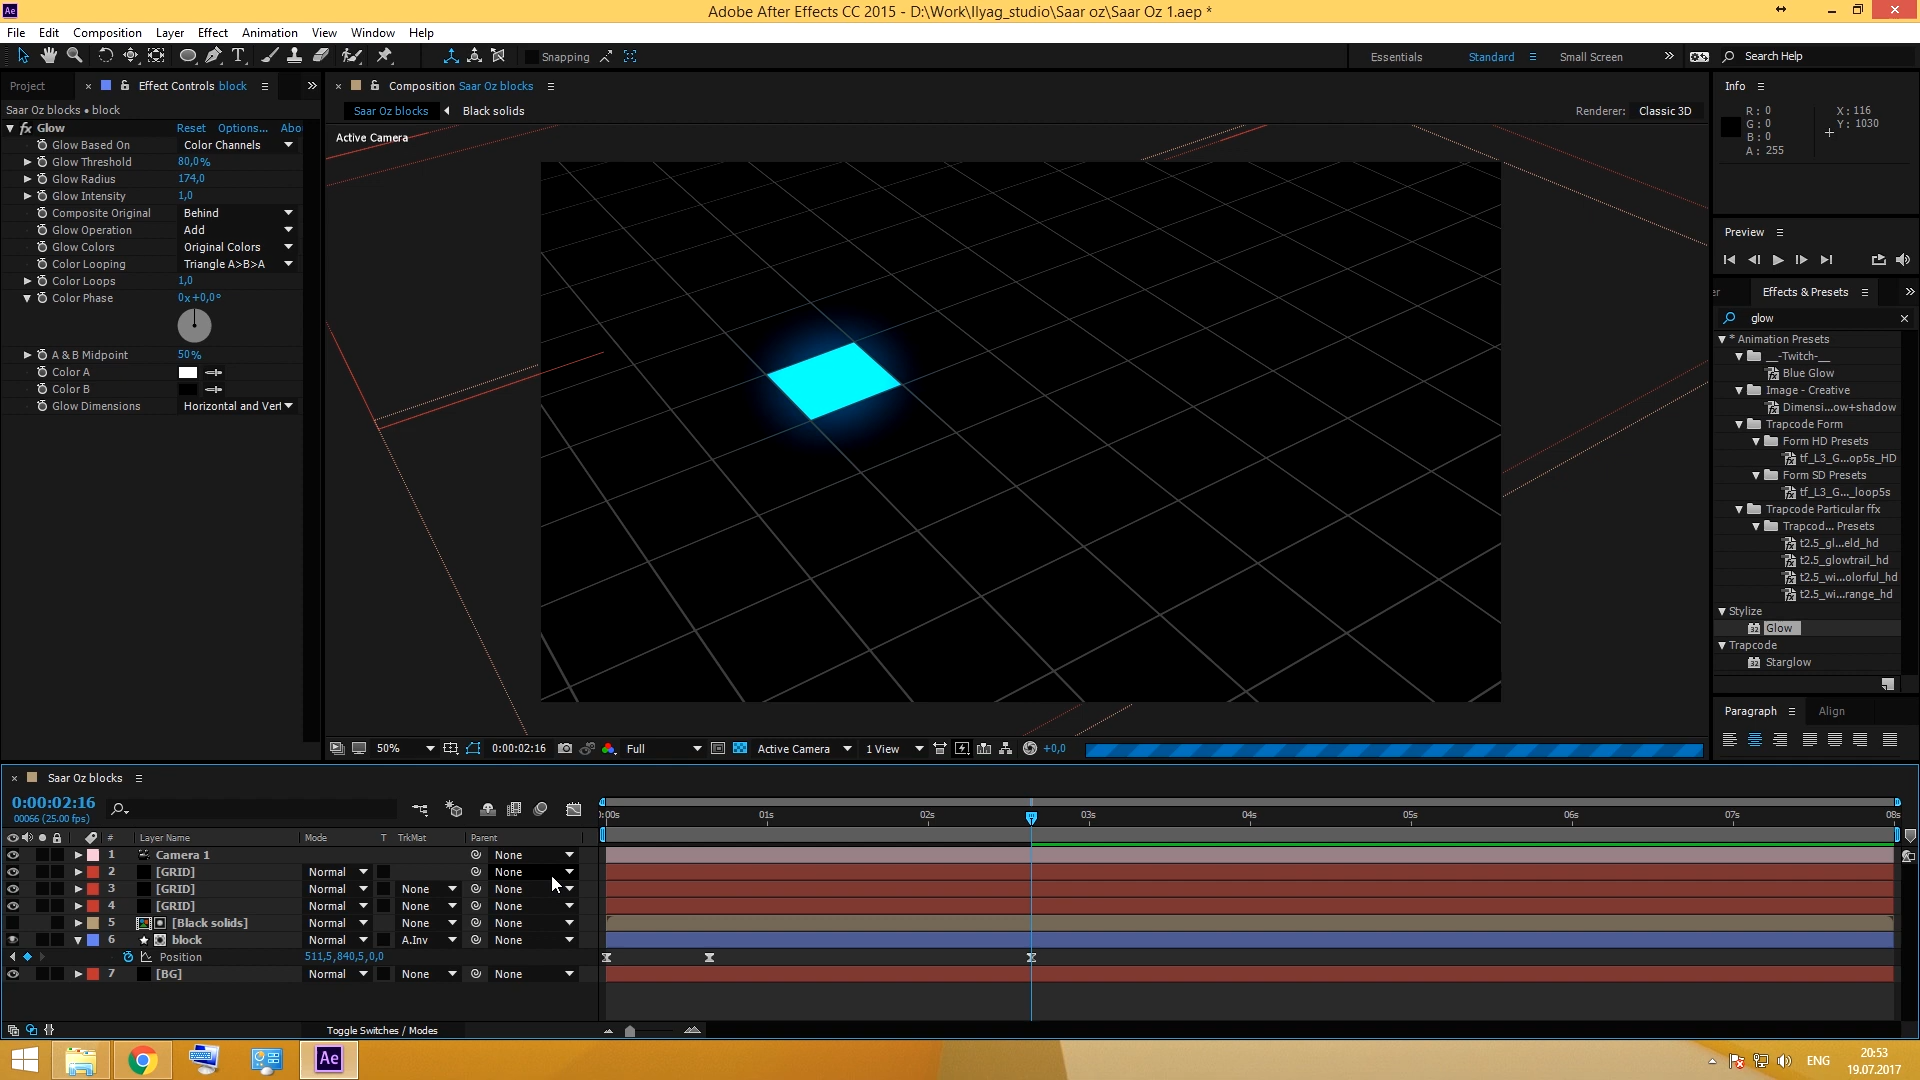 Ae
Adobe After Effects CC 2015 - D:\Work\Ilyag_studio\Saar oz\Saar Oz 1.aep *
File Edit Composition Layer Effect Animation View Window Help
Snapping
Essentials Standard Small Screen Search Help
Project Effect Controls block
Composition Saar Oz blocks
Info
Saar Oz blocks • block
Saar Oz blocks Black solids
Renderer: Classic 3D
R: 0 X: 116
G: 0 Y: 1030
B: 0
A: 255
fx Glow Reset Options... Abo
Glow Based On Color Channels
Glow Threshold 80,0%
Glow Radius 174,0
Glow Intensity 1,0
Composite Original Behind
Glow Operation Add
Glow Colors Original Colors
Color Looping Triangle A>B>A
Color Loops 1,0
Color Phase 0x+0,0°
A & B Midpoint 50%
Color A
Color B
Glow Dimensions Horizontal and Vert
Active Camera
Preview
er Effects & Presets
glow
* Animation Presets
__-Twitch-__
Blue Glow
Image - Creative
Dimensi...ow+shadow
Trapcode Form
Form HD Presets
tf_L3_G...op5s_HD
Form SD Presets
tf_L3_G..._loop5s
Trapcode Particular ffx
Trapcod... Presets
t2.5_gl...eld_hd
t2.5_glowtrail_hd
t2.5_wi...olorful_hd
t2.5_wi...range_hd
Stylize
32 Glow
Trapcode
32 Starglow
Paragraph Align
50% 0:00:02:16 Full Active Camera 1 View +0,0
Saar Oz blocks
0:00:02:16
00066 (25.00 fps)
):00s 01s 02s 03s 04s 05s 06s 07s 08s
# Layer Name Mode T TrkMat Parent
1 Camera 1 None
2 [GRID] Normal None
3 [GRID] Normal None None
4 [GRID] Normal None None
5 [Black solids] Normal None None
6 block Normal A.Inv None
Position 511,5,840,5,0,0
7 [BG] Normal None None
Toggle Switches / Modes
Ae
ENG
20:53
19.07.2017